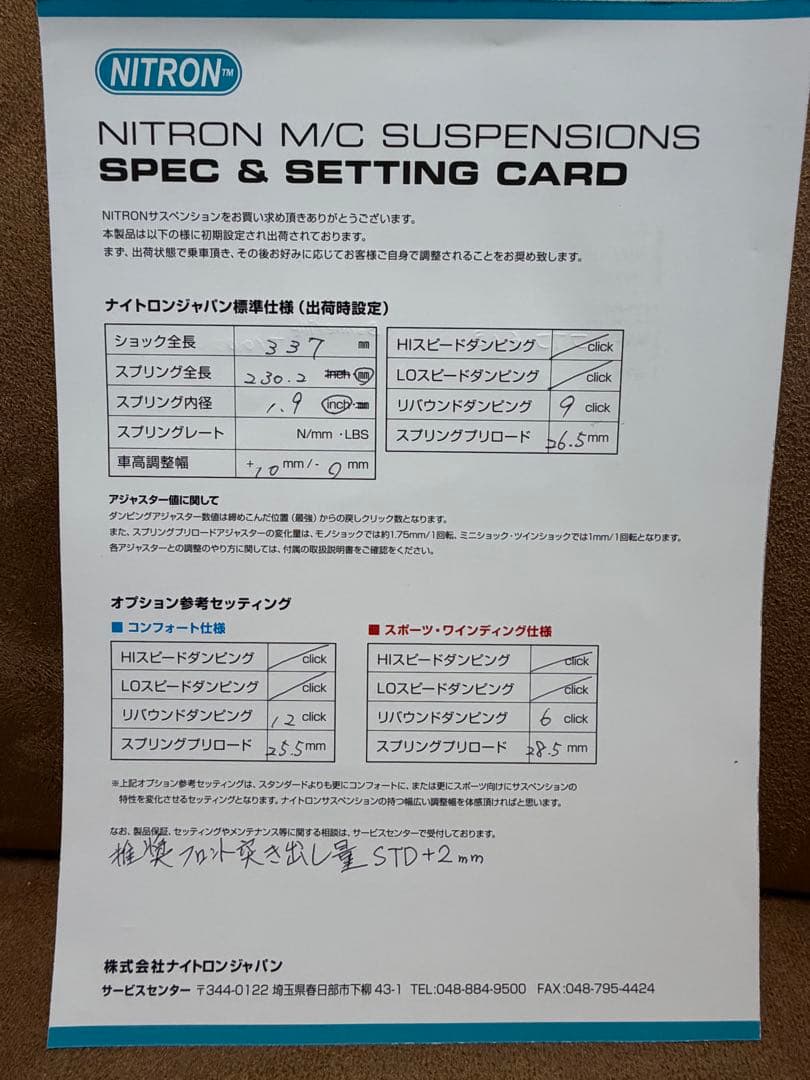 NITRON™
NITRON M/C SUSPENSIONS
SPEC & SETTING CARD
NITRONサスペンションをお買い求め頂きありがとうございます。
本製品は以下の様に初期設定され出荷されております。
まず、出荷状態で乗車頂き、その後お好みに応じてお客様ご自身で調整されることをお奨め致します。
ナイトロンジャパン標準仕様（出荷時設定）
ショック全長 337 mm
スプリング全長 230.2 inch・mm
スプリング内径 1.9 inch・mm
スプリングレート N/mm・LBS
車高調整幅 +10mm/-0mm
HIスピードダンピング click
LOスピードダンピング click
リバウンドダンピング 9 click
スプリングプリロード 26.5mm
アジャスター値に関して
ダンピングアジャスター数値は締めこんだ位置（最強）からの戻しクリック数となります。
また、スプリングプリロードアジャスターの変化量は、モノショックでは約1.75mm/1回転、ミニショック・ツインショックでは1mm/1回転となります。
各アジャスターとの調整のやり方に関しては、付属の取扱説明書をご確認をください。
オプション参考セッティング
■ コンフォート仕様
HIスピードダンピング click
LOスピードダンピング click
リバウンドダンピング 12 click
スプリングプリロード 25.5mm
■ スポーツ・ワインディング仕様
HIスピードダンピング click
LOスピードダンピング click
リバウンドダンピング 6 click
スプリングプリロード 28.5mm
※上記オプション参考セッティングは、スタンダードよりも更にコンフォートに、または更にスポーツ向けにサスペンションの
特性を変化させるセッティングとなります。ナイトロンサスペンションの持つ幅広い調整幅を体感頂ければと思います。
なお、製品保証、セッティングやメンテナンス等に関する相談は、サービスセンターで受付しております。
推奨フロント突き出し量 STD+2mm
株式会社ナイトロンジャパン
サービスセンター 〒344-0122 埼玉県春日部市下柳 43-1 TEL:048-884-9500 FAX:048-795-4424